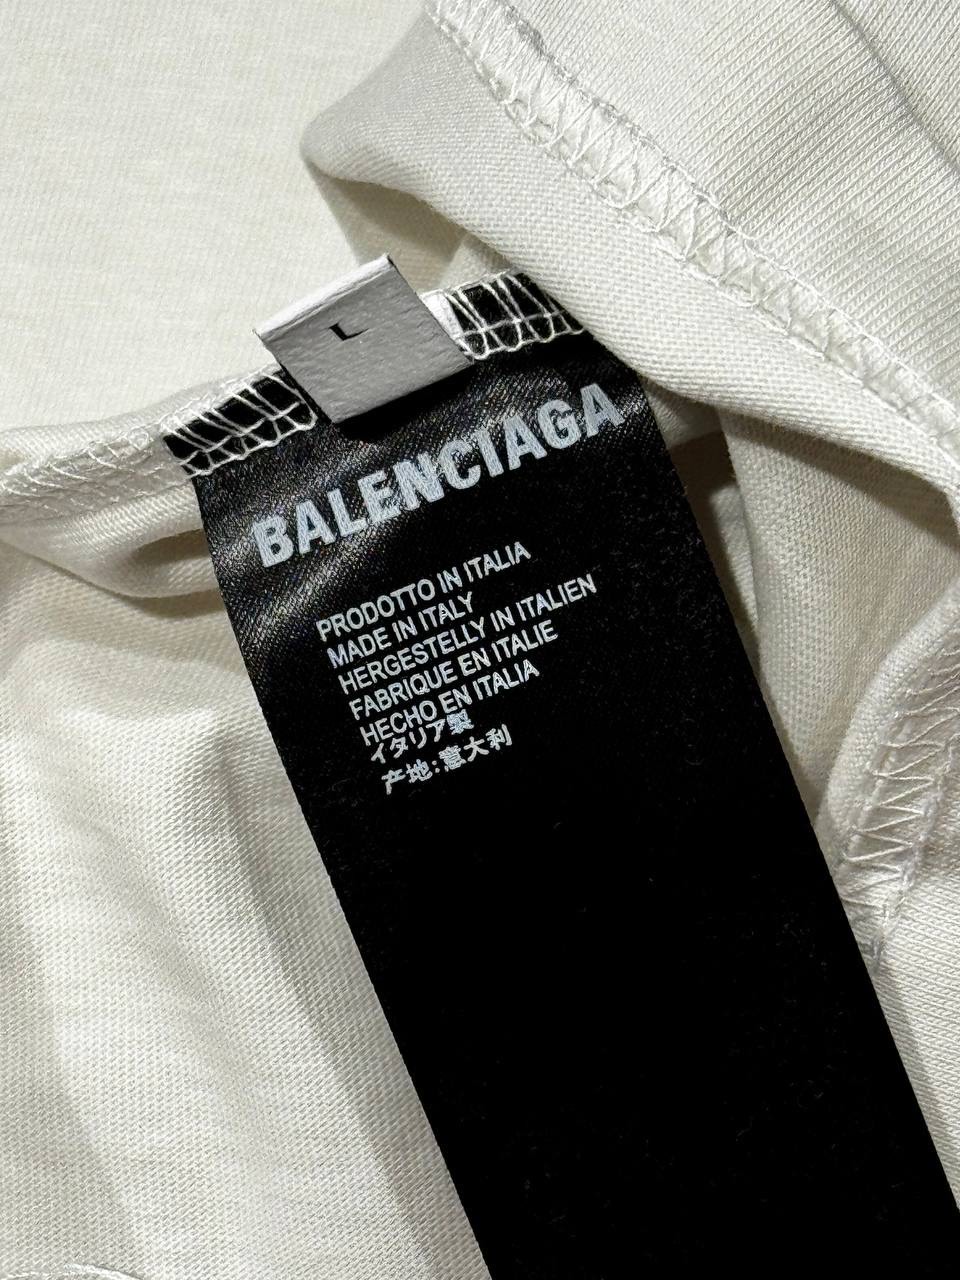 L
BALENCIAGA
PRODOTTO IN ITALIA
MADE IN ITALY
HERGESTELLY IN ITALIEN
FABRIQUE EN ITALIE
HECHO EN ITALIA
イタリア製
产地:意大利